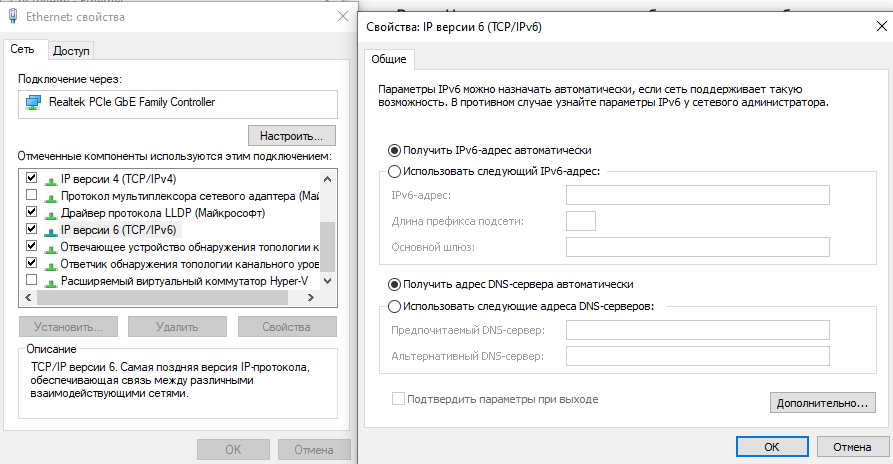 Ethernet: свойства
Сеть
Доступ
Подключение через:
Realtek PCIe GbE Family Controller
Настроить...
Отмеченные компоненты используются этим подключением:
IP версии 4 (TCP/IPv4)
Протокол мультиплексора сетевого адаптера (Май
Драйвер протокола LLDP (Майкрософт)
IP версии 6 (TCP/IPv6)
Отвечающее устройство обнаружения топологии к
Ответчик обнаружения топологии канального уров
Расширяемый виртуальный коммутатор Hyper-V
Установить...
Удалить
Свойства
Описание
TCP/IP версии 6. Самая поздняя версия IP-протокола,
обеспечивающая связь между различными
взаимодействующими сетями.
OK
Отмена
Свойства: IP версии 6 (TCP/IPv6)
Общие
Параметры IPv6 можно назначать автоматически, если сеть поддерживает такую
возможность. В противном случае узнайте параметры IPv6 у сетевого администратора.
Получить IPv6-адрес автоматически
Использовать следующий IPv6-адрес:
IPv6-адрес:
Длина префикса подсети:
Основной шлюз:
Получить адрес DNS-сервера автоматически
Использовать следующие адреса DNS-серверов:
Предпочитаемый DNS-сервер:
Альтернативный DNS-сервер:
Подтвердить параметры при выходе
Дополнительно...
OK
Отмена